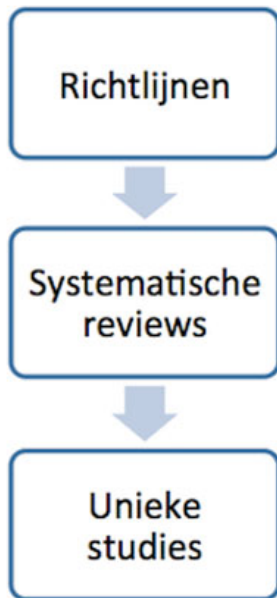 Richtlijnen
Systematische
reviews
Unieke
studies